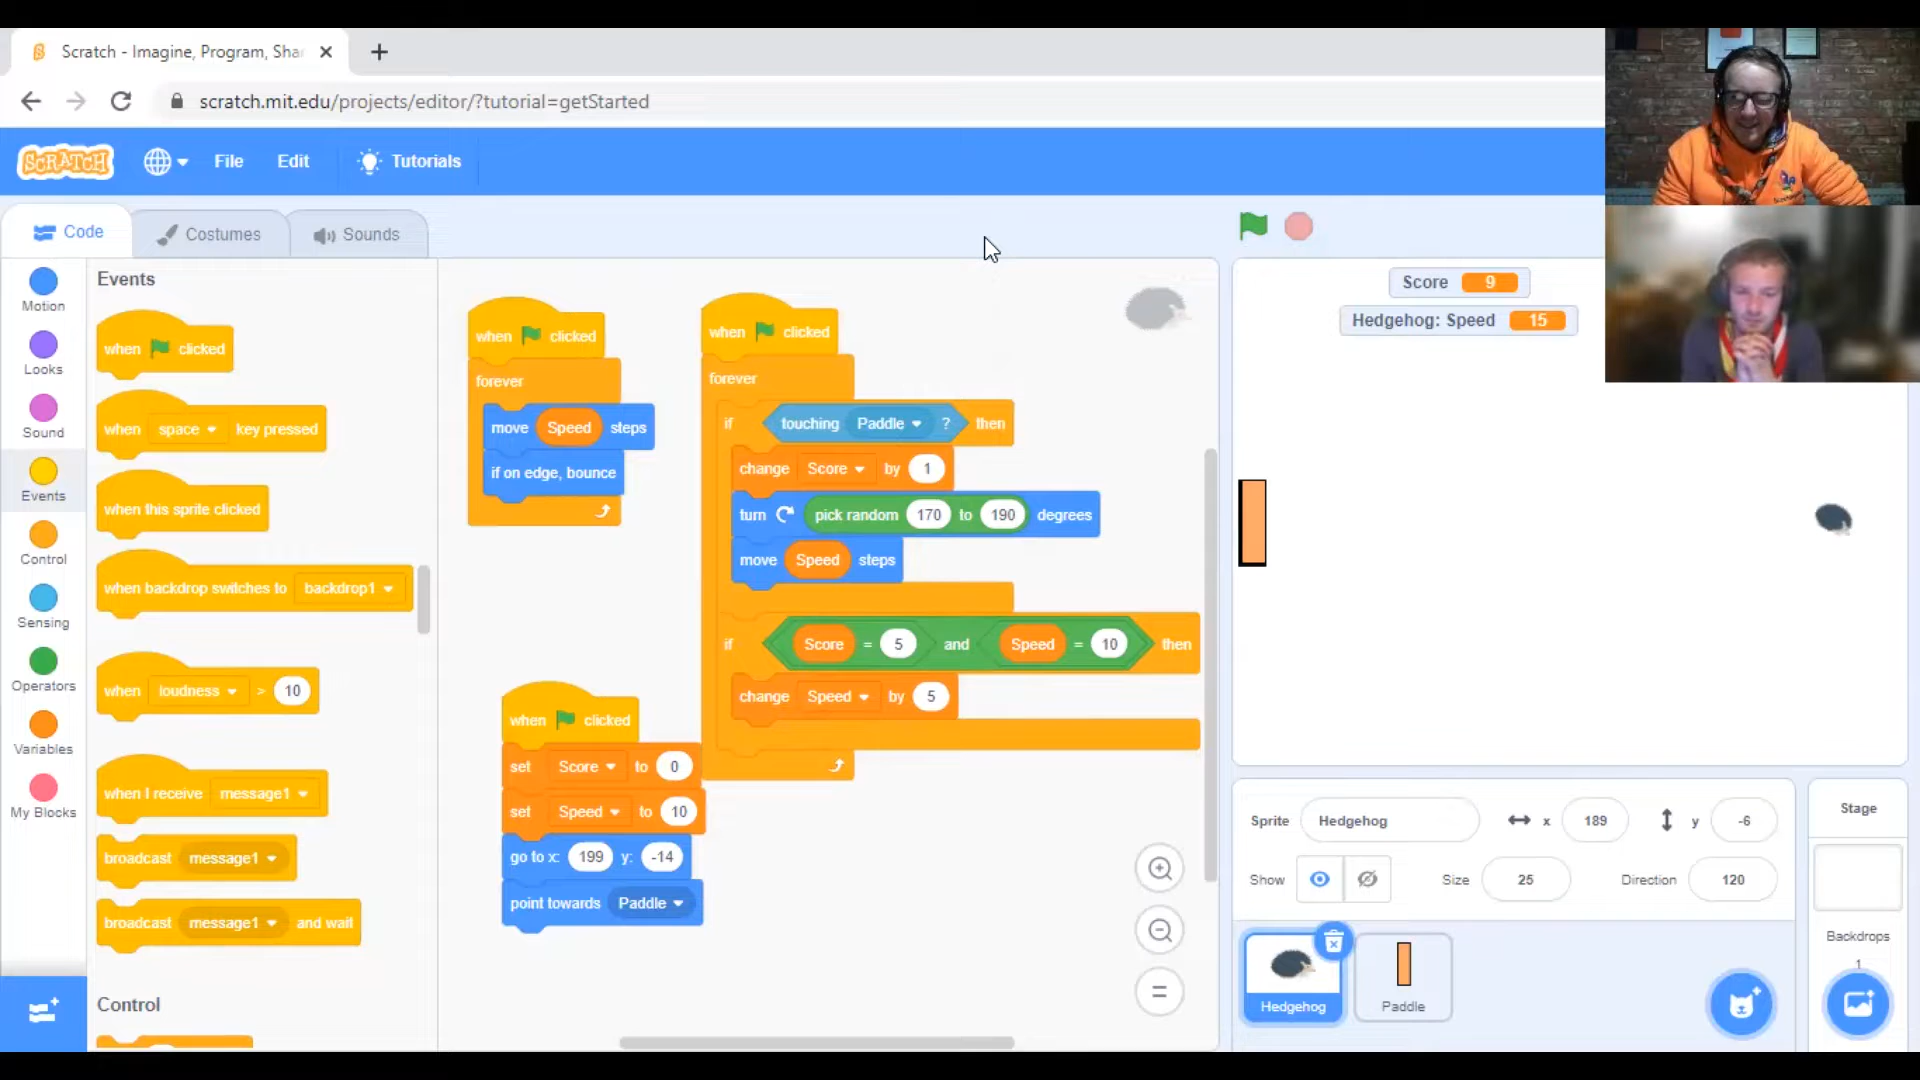 Scratch - Imagine, Program, Sha
scratch.mit.edu/projects/editor/?tutorial=getStarted
SCRATCH File Edit Tutorials
Code Costumes Sounds
Motion
Looks
Sound
Events
Control
Sensing
Operators
Variables
My Blocks
Events
when clicked
when space key pressed
when this sprite clicked
when backdrop switches to backdrop1
when loudness > 10
when I receive message1
broadcast message1
broadcast message1 and wait
Control
when clicked
forever
move Speed steps
if on edge, bounce
when clicked
forever
if touching Paddle ? then
change Score by 1
turn pick random 170 to 190 degrees
move Speed steps
if Score = 5 and Speed = 10 then
change Speed by 5
when clicked
set Score to 0
set Speed to 10
go to x: 199 y: -14
point towards Paddle
Score 9
Hedgehog: Speed 15
Sprite Hedgehog x 189 y -6
Show Size 25 Direction 120
Hedgehog
Paddle
Stage
Backdrops
1